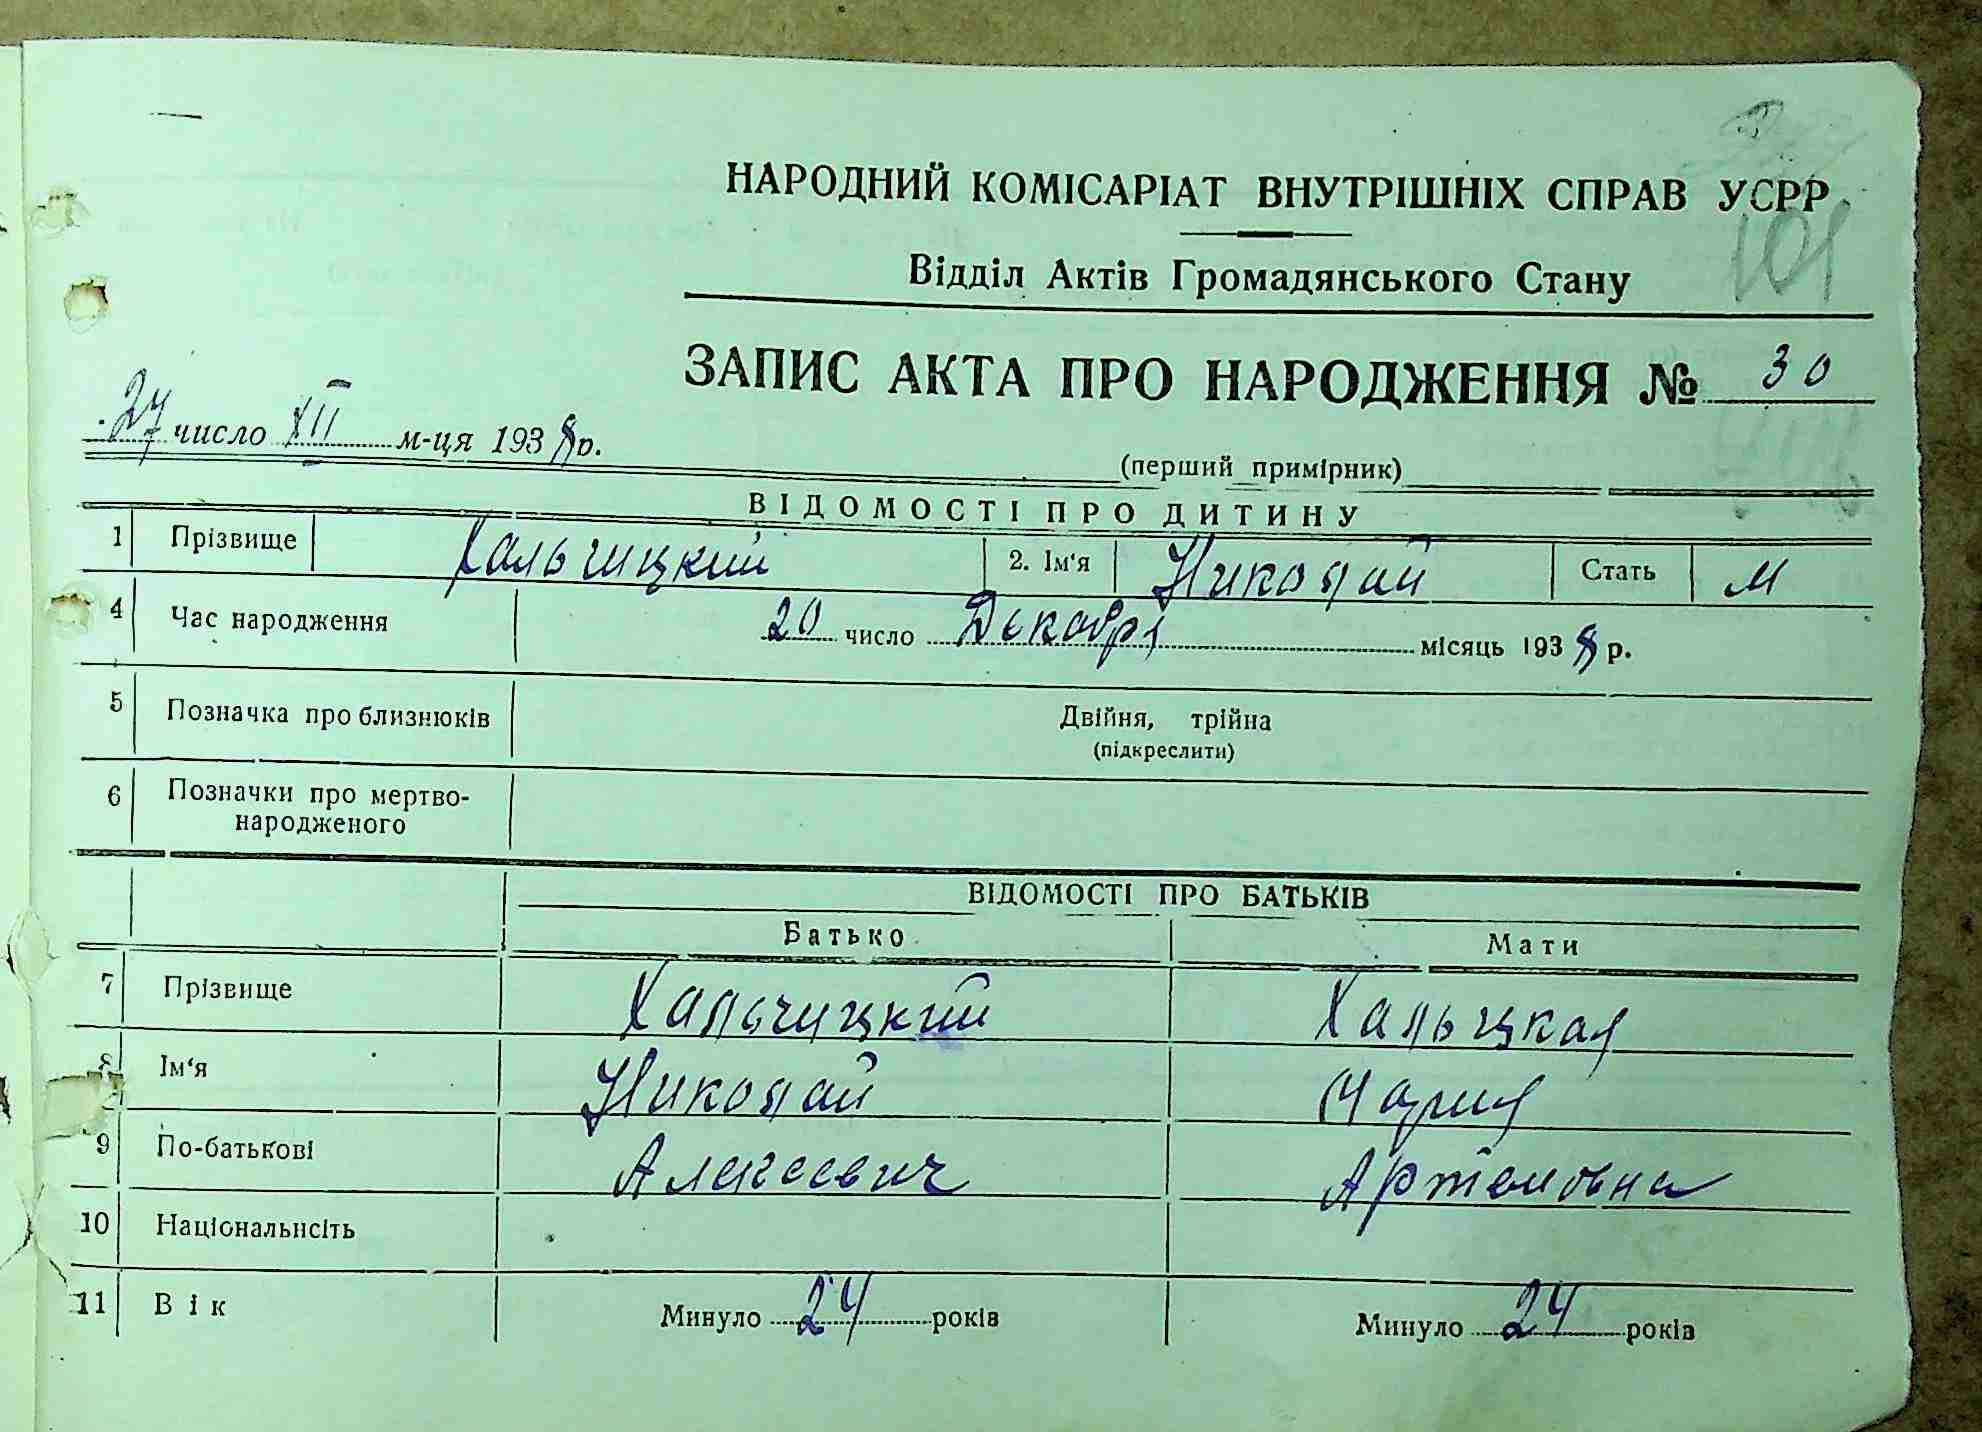 НАРОДНИЙ КОМІСАРІАТ ВНУТРІШНІХ СПРАВ УСРР
101
Відділ Актів Громадянського Стану
ЗАПИС АКТА ПРО НАРОДЖЕННЯ № 30
27 число XII м-ця 1938 р.
(перший примірник)
ВІДОМОСТІ ПРО ДИТИНУ
1 Прізвище Хальчицкий 2. Ім‘я Николай Стать М
4 Час народження 20 число Декабря місяць 1938 р.
5 Позначка про близнюків Двійня, трійна
(підкреслити)
6 Позначки про мертво-
народженого
ВІДОМОСТІ ПРО БАТЬКІВ
Батько Мати
7 Прізвище Хальчицкий Хальцкая
8 Ім‘я Николай Мария
9 По-батькові Алексеевич Артемовна
10 Національнсіть
11 Вік Минуло 24 років Минуло 24 років